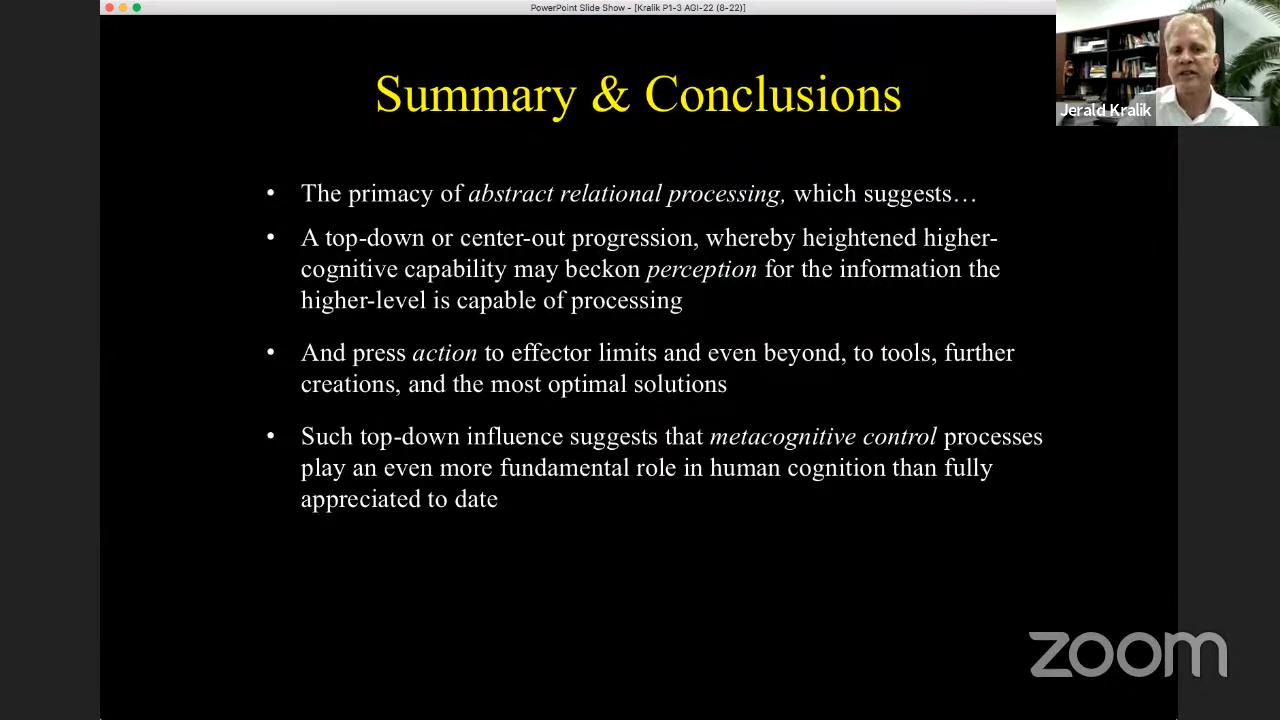 PowerPoint Slide Show - [Kralik P1-3 AGI-22 (8-22)]
Summary & Conclusions
Jerald Kralik
• The primacy of abstract relational processing, which suggests…
• A top-down or center-out progression, whereby heightened higher-
cognitive capability may beckon perception for the information the
higher-level is capable of processing
• And press action to effector limits and even beyond, to tools, further
creations, and the most optimal solutions
• Such top-down influence suggests that metacognitive control processes
play an even more fundamental role in human cognition than fully
appreciated to date
zoom